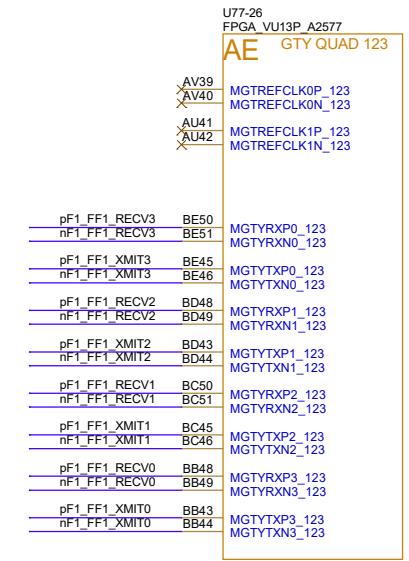 U77-26
FPGA_VU13P_A2577
AE GTY QUAD 123
AV39 MGTREFCLK0P_123
AV40 MGTREFCLK0N_123
AU41 MGTREFCLK1P_123
AU42 MGTREFCLK1N_123
pF1_FF1_RECV3 BE50 MGTYRXP0_123
nF1_FF1_RECV3 BE51 MGTYRXN0_123
pF1_FF1_XMIT3 BE45 MGTYTXP0_123
nF1_FF1_XMIT3 BE46 MGTYTXN0_123
pF1_FF1_RECV2 BD48 MGTYRXP1_123
nF1_FF1_RECV2 BD49 MGTYRXN1_123
pF1_FF1_XMIT2 BD43 MGTYTXP1_123
nF1_FF1_XMIT2 BD44 MGTYTXN1_123
pF1_FF1_RECV1 BC50 MGTYRXP2_123
nF1_FF1_RECV1 BC51 MGTYRXN2_123
pF1_FF1_XMIT1 BC45 MGTYTXP2_123
nF1_FF1_XMIT1 BC46 MGTYTXN2_123
pF1_FF1_RECV0 BB48 MGTYRXP3_123
nF1_FF1_RECV0 BB49 MGTYRXN3_123
pF1_FF1_XMIT0 BB43 MGTYTXP3_123
nF1_FF1_XMIT0 BB44 MGTYTXN3_123